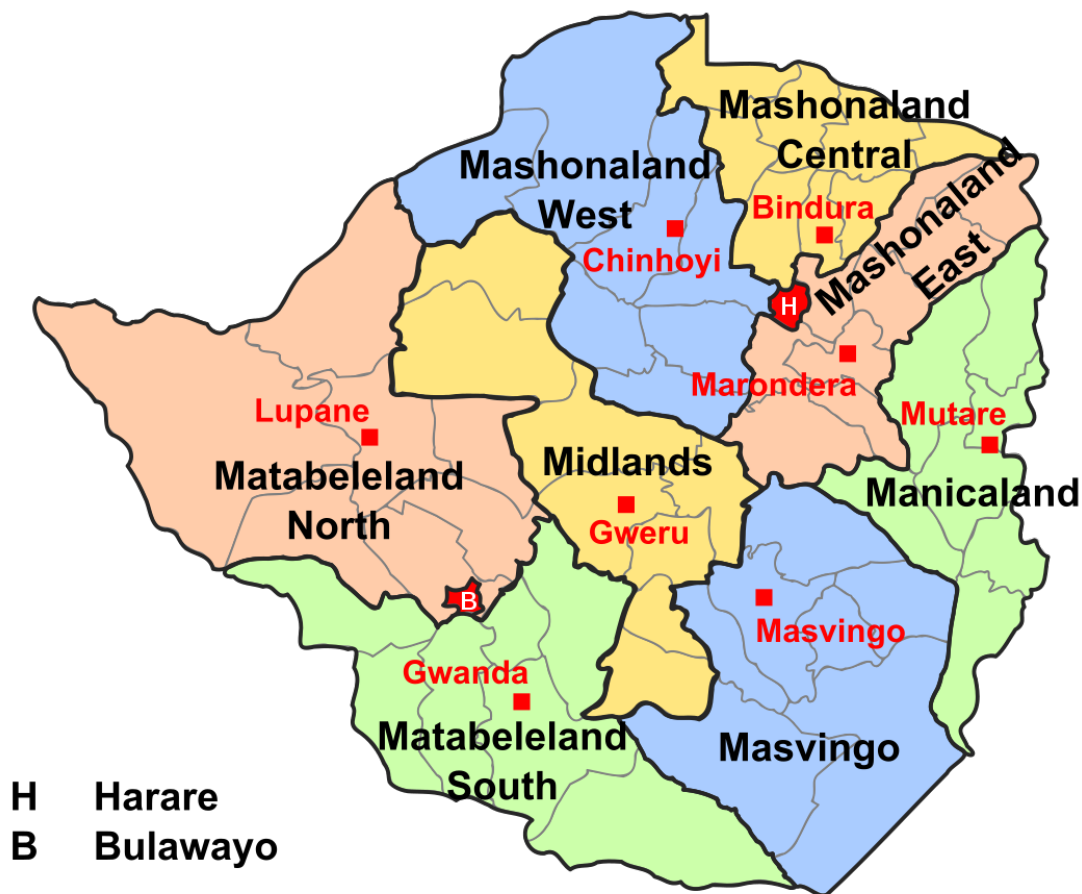 Mashonaland
Central
Mashonaland
West
Mashonaland
East
Bindura
Chinhoyi
H
Marondera
Lupane
Mutare
Matabeleland
North
Midlands
Manicaland
Gweru
B
Masvingo
Gwanda
Matabeleland
South
Masvingo
H Harare
B Bulawayo